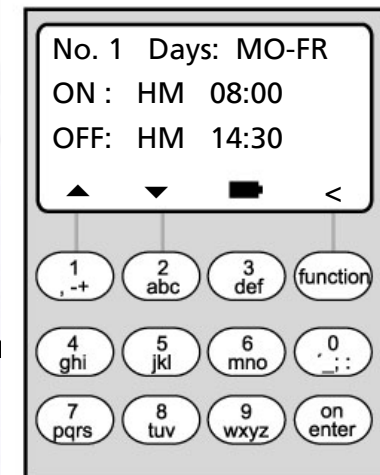 No. 1 Days: MO-FR
ON : HM 08:00
OFF: HM 14:30
<
1 2 3 function
, -+ abc def
4 5 6 0
ghi jkl mno ´_; :
7 8 9 on
pqrs tuv wxyz enter